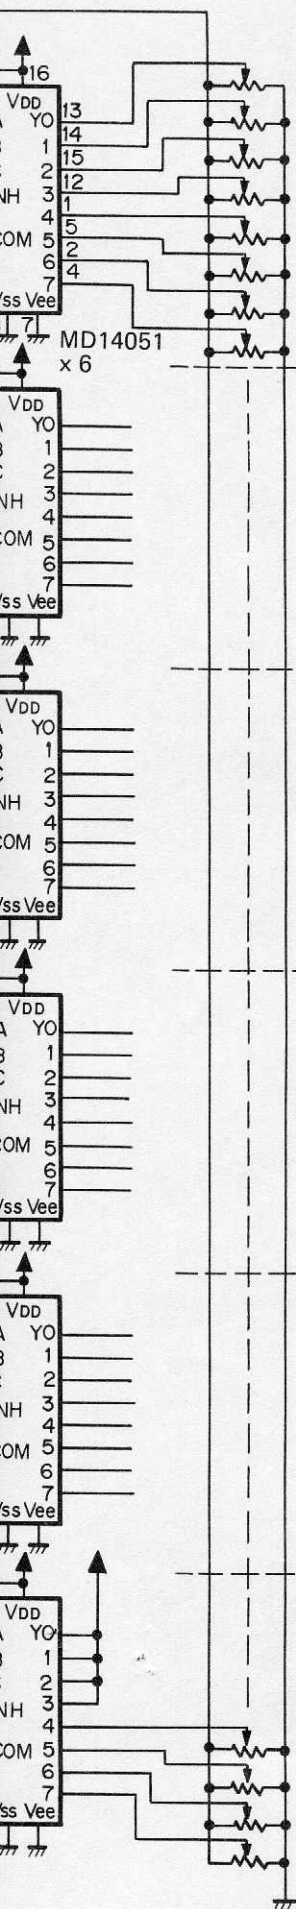 16
VDD
A YO 13
B 1 14
C 2 15
NH 3 12
4 1
COM 5 5
6 2
7 4
Vss Vee
7
MD14051
x 6
VDD
A YO
B 1
C 2
NH 3
4
COM 5
6
7
Vss Vee
VDD
A YO
B 1
C 2
NH 3
4
COM 5
6
7
Vss Vee
VDD
A YO
B 1
C 2
NH 3
4
COM 5
6
7
Vss Vee
VDD
A YO
B 1
C 2
NH 3
4
COM 5
6
7
Vss Vee
VDD
A YO
B 1
C 2
NH 3
4
COM 5
6
7
Vss Vee